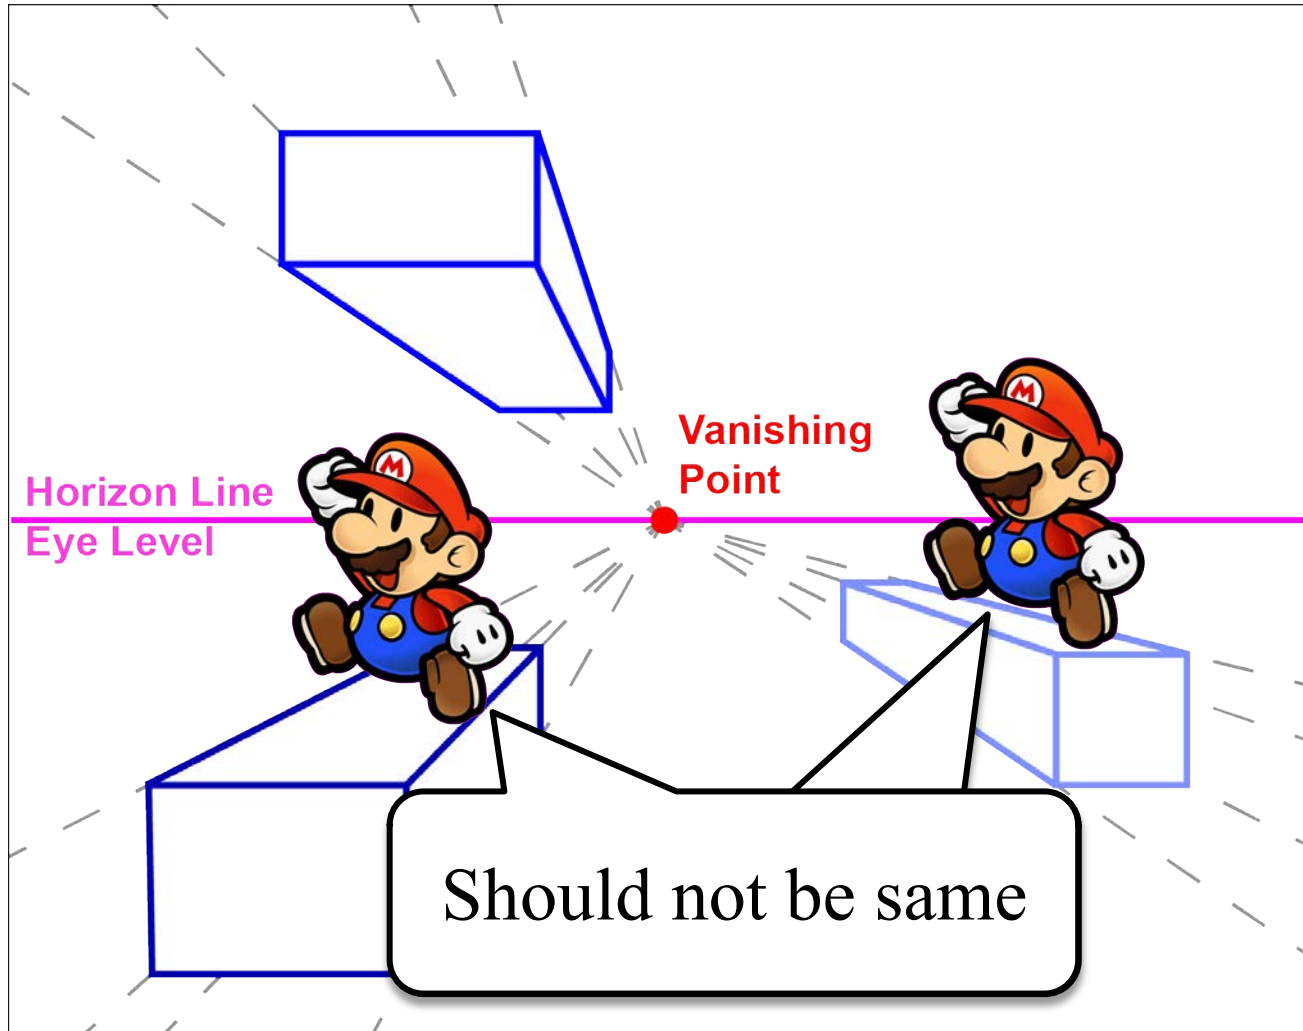 Vanishing
Point
Horizon Line
Eye Level
M
M
Should not be same